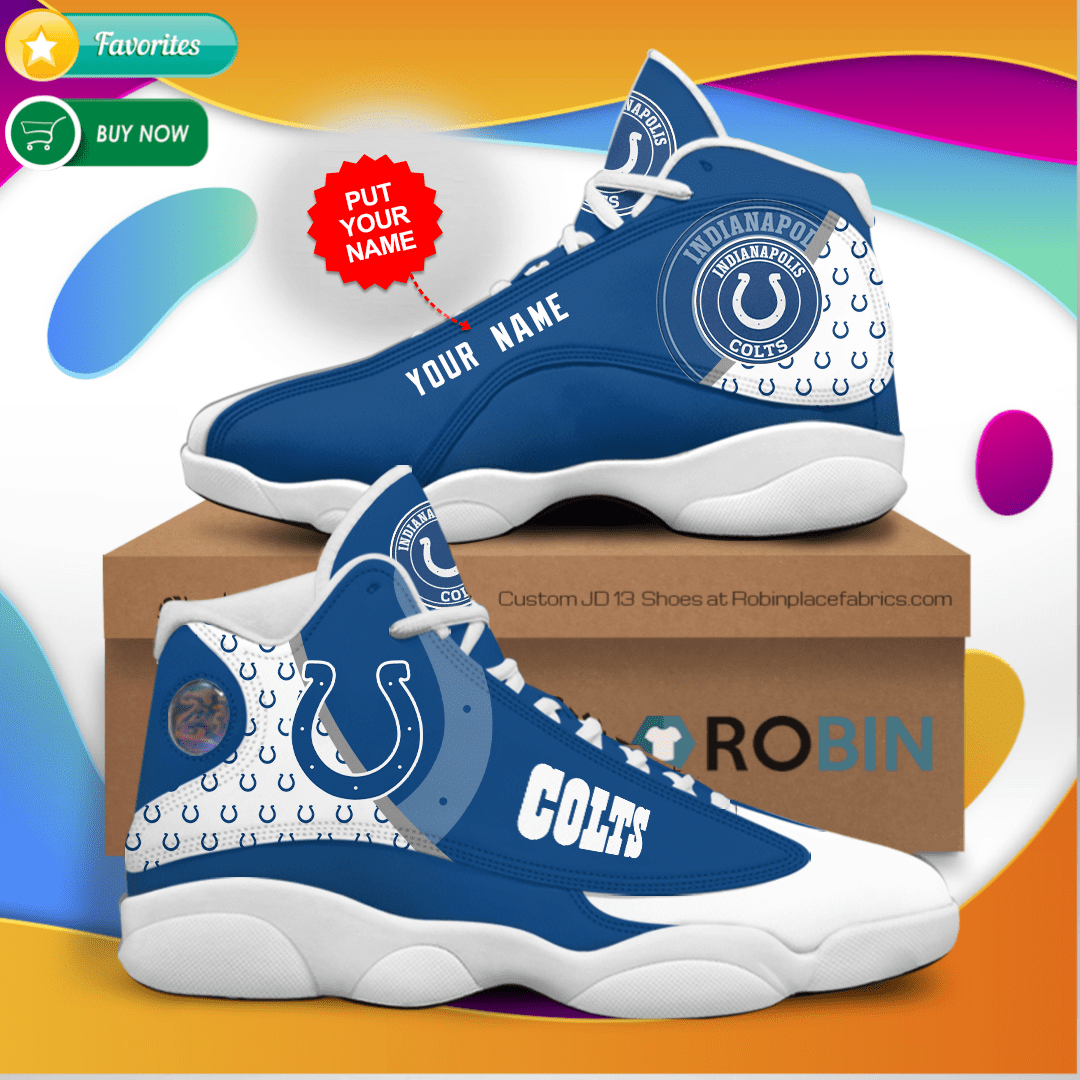 Favorites
BUY NOW
PUT
YOUR
NAME
YOUR NAME
INDIANAPOLIS
COLTS
INDIANAPOLIS
COLTS
COLTS
Custom JD 13 Shoes at Robinplacefabrics.com
ROBIN
COLTS